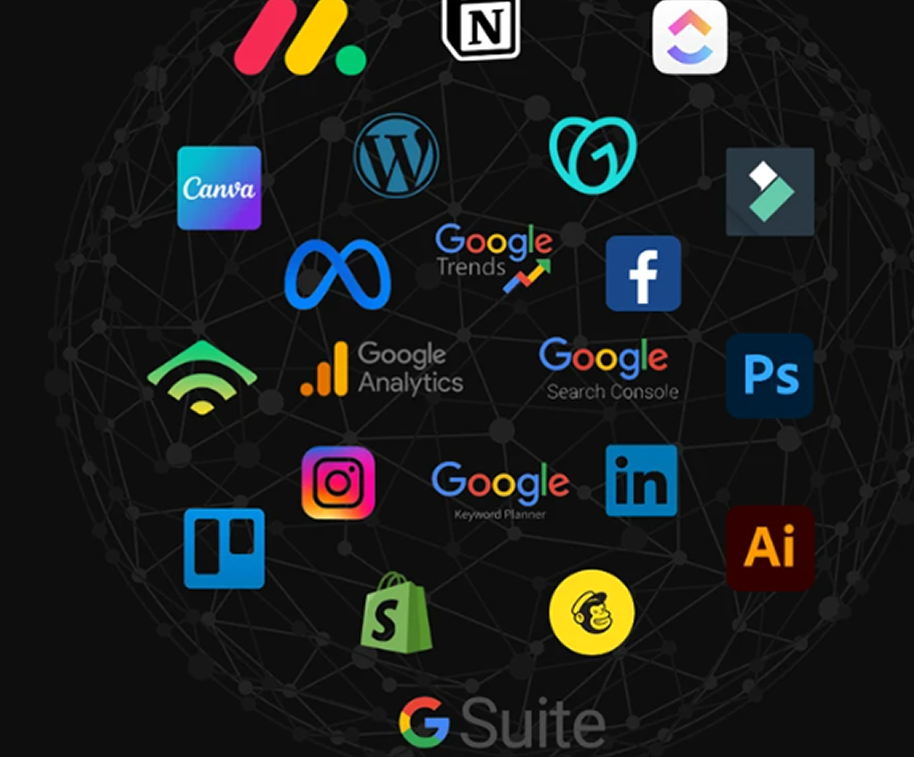 N
W
Canva
Google
Trends
f
Google
Analytics
Google
Search Console
Ps
Google
Keyword Planner
in
Ai
S
G Suite